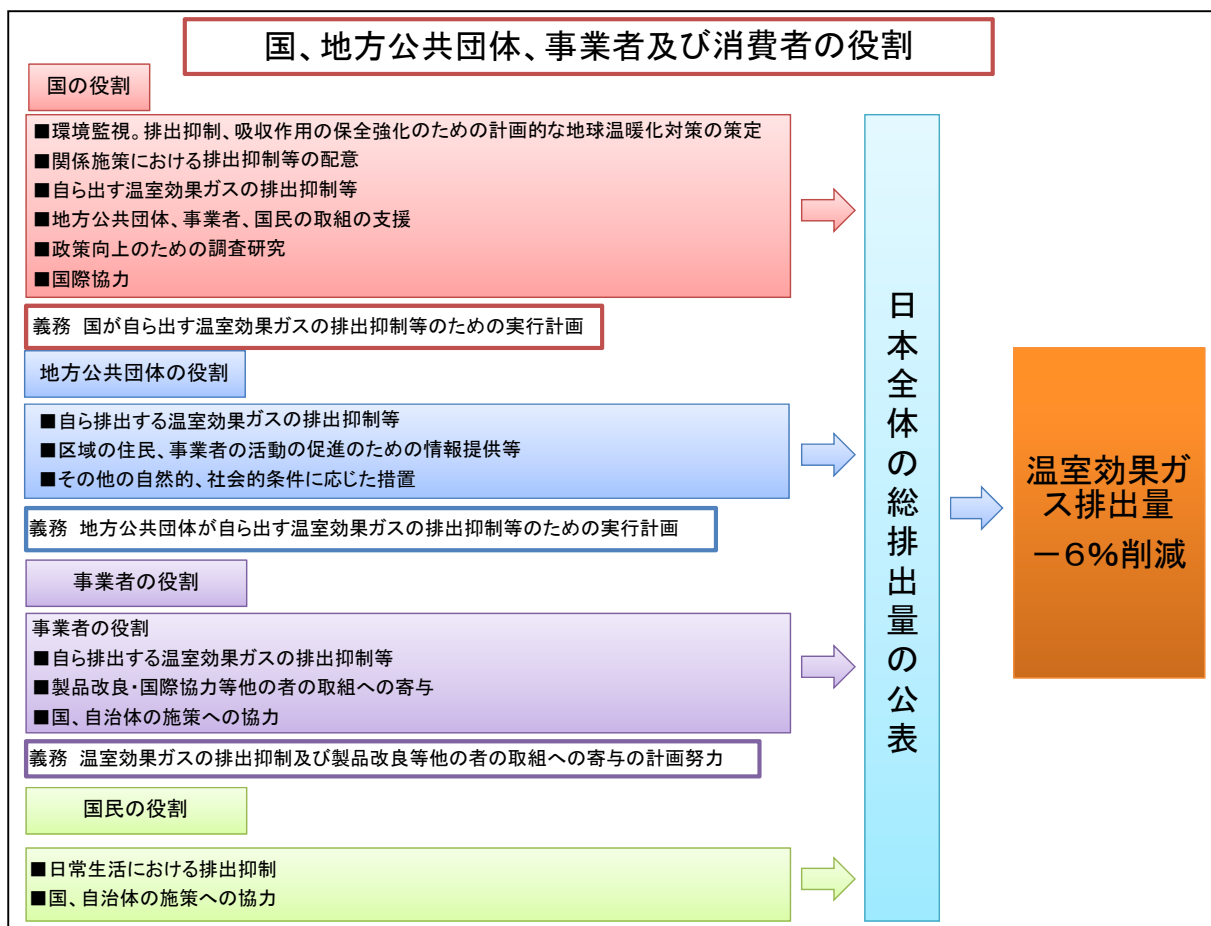 国、地方公共団体、事業者及び消費者の役割
国の役割
■環境監視。排出抑制、吸収作用の保全強化のための計画的な地球温暖化対策の策定
■関係施策における排出抑制等の配意
■自ら出す温室効果ガスの排出抑制等
■地方公共団体、事業者、国民の取組の支援
■政策向上のための調査研究
■国際協力
義務 国が自ら出す温室効果ガスの排出抑制等のための実行計画
地方公共団体の役割
■自ら排出する温室効果ガスの排出抑制等
■区域の住民、事業者の活動の促進のための情報提供等
■その他の自然的、社会的条件に応じた措置
義務 地方公共団体が自ら出す温室効果ガスの排出抑制等のための実行計画
事業者の役割
事業者の役割
■自ら排出する温室効果ガスの排出抑制等
■製品改良・国際協力等他の者の取組への寄与
■国、自治体の施策への協力
義務 温室効果ガスの排出抑制及び製品改良等他の者の取組への寄与の計画努力
国民の役割
■日常生活における排出抑制
■国、自治体の施策への協力
日本全体の総排出量の公表
温室効果ガ
ス排出量
－6%削減